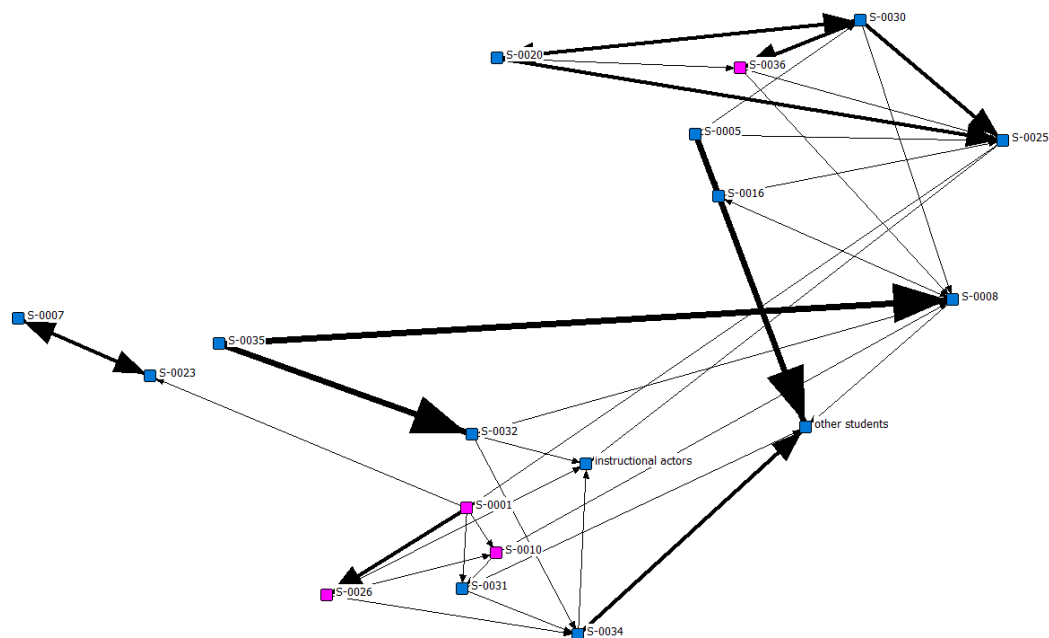 S-0030
S-0020
S-0036
S-0005
S-0025
S-0016
S-0008
S-0007
S-0035
S-0023
S-0032
other students
instructional actors
S-0001
S-0010
S-0031
S-0026
S-0034